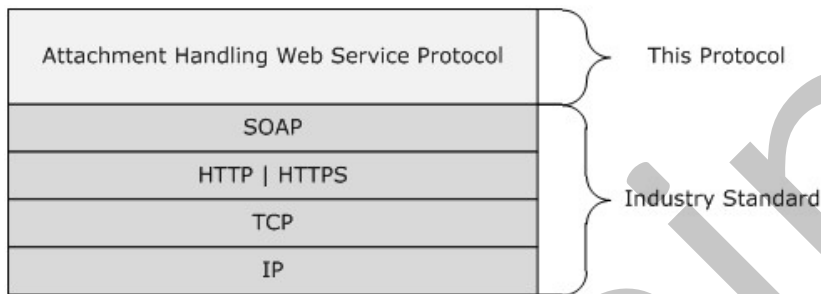 Attachment Handling Web Service Protocol
This Protocol
SOAP
HTTP | HTTPS
Industry Standard
TCP
IP